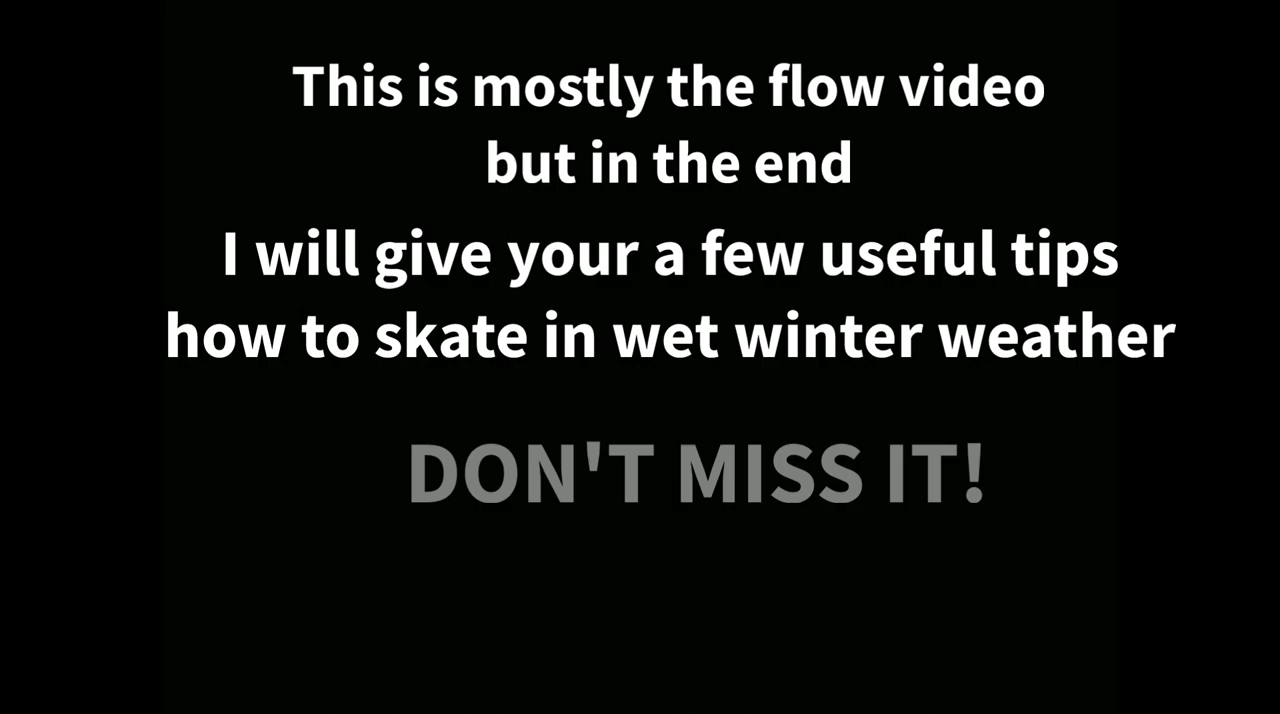 This is mostly the flow video
but in the end
I will give your a few useful tips
how to skate in wet winter weather
DON'T MISS IT!